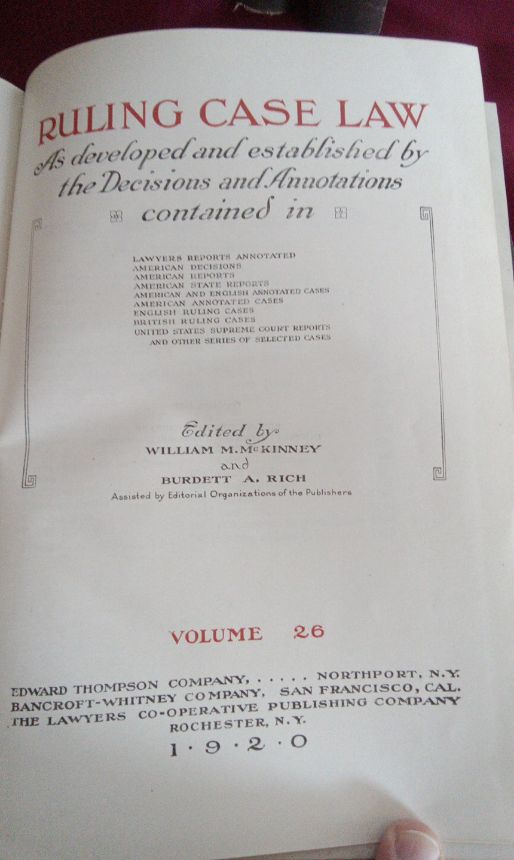 RULING CASE LAW
As developed and established by
the Decisions and Annotations
contained in
LAWYERS REPORTS ANNOTATED
AMERICAN DECISIONS
AMERICAN REPORTS
AMERICAN STATE REPORTS
AMERICAN AND ENGLISH ANNOTATED CASES
AMERICAN ANNOTATED CASES
ENGLISH RULING CASES
BRITISH RULING CASES
UNITED STATES SUPREME COURT REPORTS
AND OTHER SERIES OF SELECTED CASES
Edited by
WILLIAM M. McKINNEY
and
BURDETT A. RICH
Assisted by Editorial Organizations of the Publishers
VOLUME 26
EDWARD THOMPSON COMPANY, . . . . . NORTHPORT, N.Y.
BANCROFT-WHITNEY COMPANY, SAN FRANCISCO, CAL.
THE LAWYERS CO-OPERATIVE PUBLISHING COMPANY
ROCHESTER, N.Y.
1 · 9 · 2 · 0